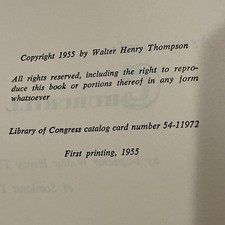 Copyright 1955 by Walter Henry Thompson
All rights reserved, including the right to repro-
duce this book or portions thereof in any form
whatsoever
Library of Congress catalog card number 54-11972
First printing, 1955